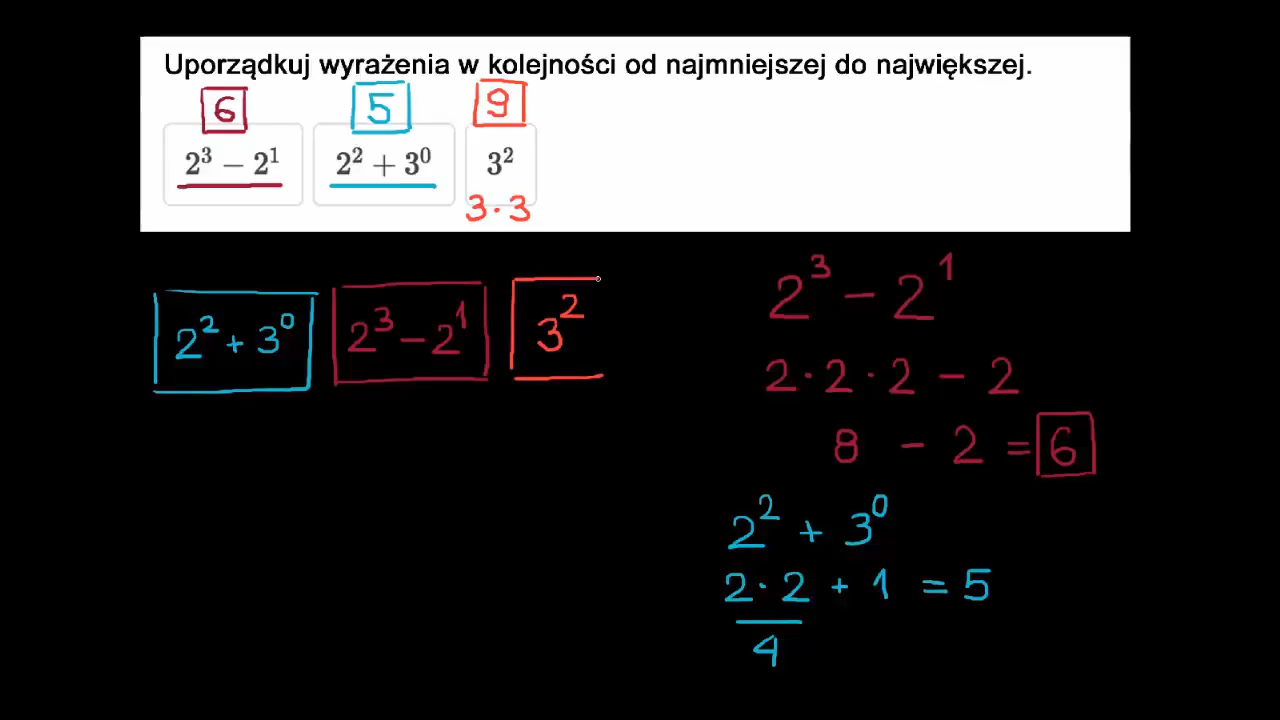 Uporządkuj wyrażenia w kolejności od najmniejszej do największej.
6 5 9
2³ − 2¹ 2² + 3⁰ 3²
3·3
2² + 3⁰ 2³ − 2¹ 3²
2³ − 2¹
2·2·2 − 2
8 − 2 = 6
2² + 3⁰
2·2 + 1 = 5
4